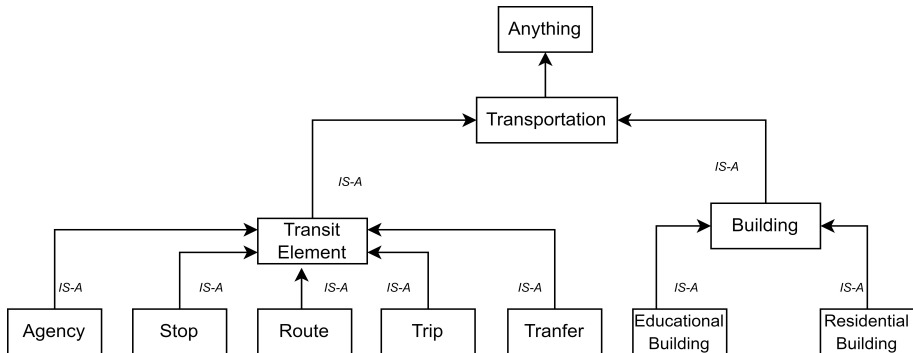 Anything
Transportation
IS-A
IS-A
Transit
Element
Building
IS-A
IS-A
IS-A
IS-A
IS-A
IS-A
IS-A
Agency
Stop
Route
Trip
Tranfer
Educational
Building
Residential
Building